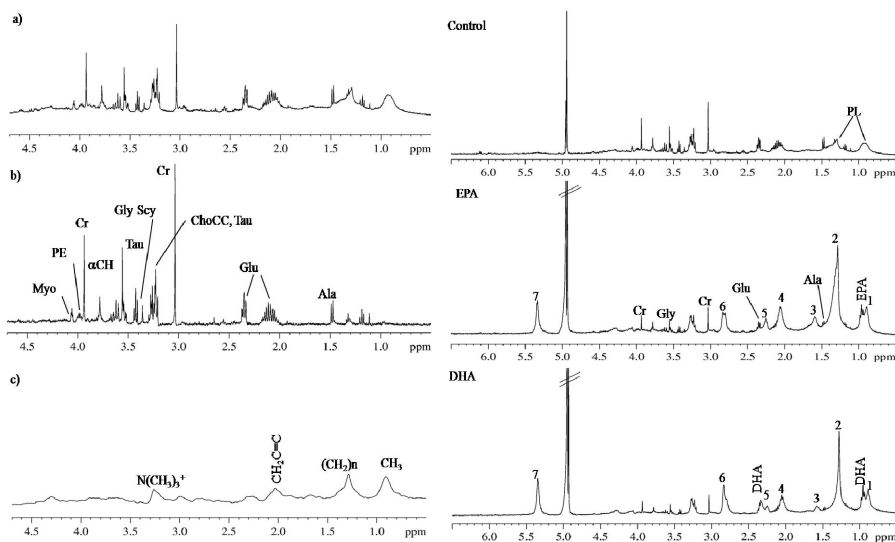 a)
4.5 4.0 3.5 3.0 2.5 2.0 1.5 1.0 ppm
b)
Cr
Gly Scy
ChoCC, Tau
Cr
PE
αCH
Tau
Glu
Myo
Ala
4.5 4.0 3.5 3.0 2.5 2.0 1.5 1.0 ppm
c)
N(CH3)3+
CH2C=C
(CH2)n
CH3
4.5 4.0 3.5 3.0 2.5 2.0 1.5 1.0 ppm
Control
PL
6.0 5.0 4.5 4.0 3.5 3.0 2.5 2.0 1.5 1.0 ppm
EPA
7
Cr
Gly
Cr
6
Glu
5
4
Ala
3
2
EPA
1
6.0 5.0 4.5 4.0 3.5 3.0 2.5 2.0 1.5 1.0 ppm
DHA
7
6
DHA
5
4
3
2
DHA
1
6.0 5.0 4.5 4.0 3.5 3.0 2.5 2.0 1.5 1.0 ppm